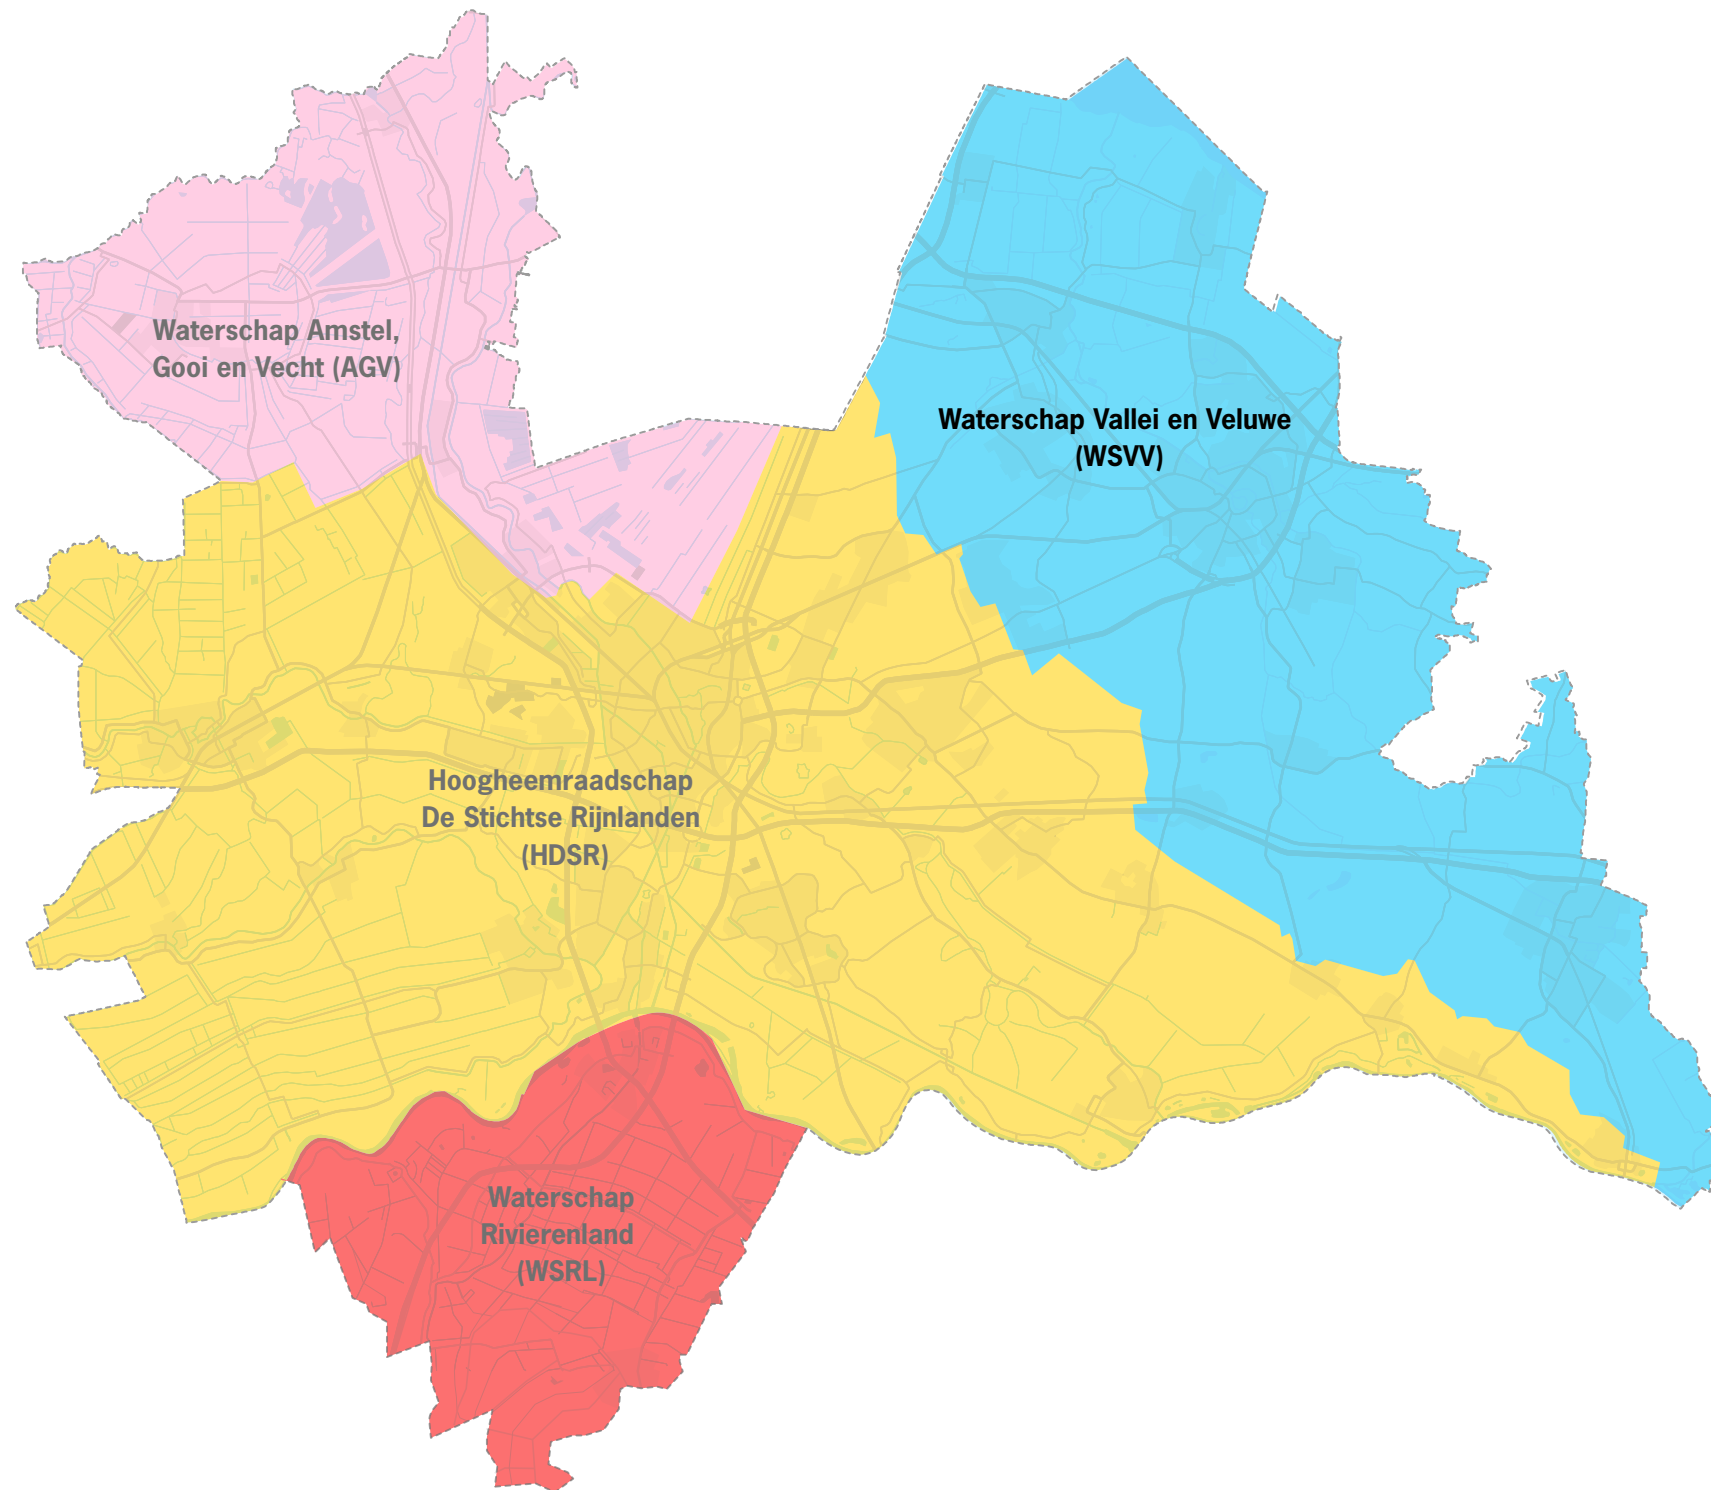 Waterschap Amstel,
Gooi en Vecht (AGV)
Waterschap Vallei en Veluwe
(WSVV)
Hoogheemraadschap
De Stichtse Rijnlanden
(HDSR)
Waterschap
Rivierenland
(WSRL)